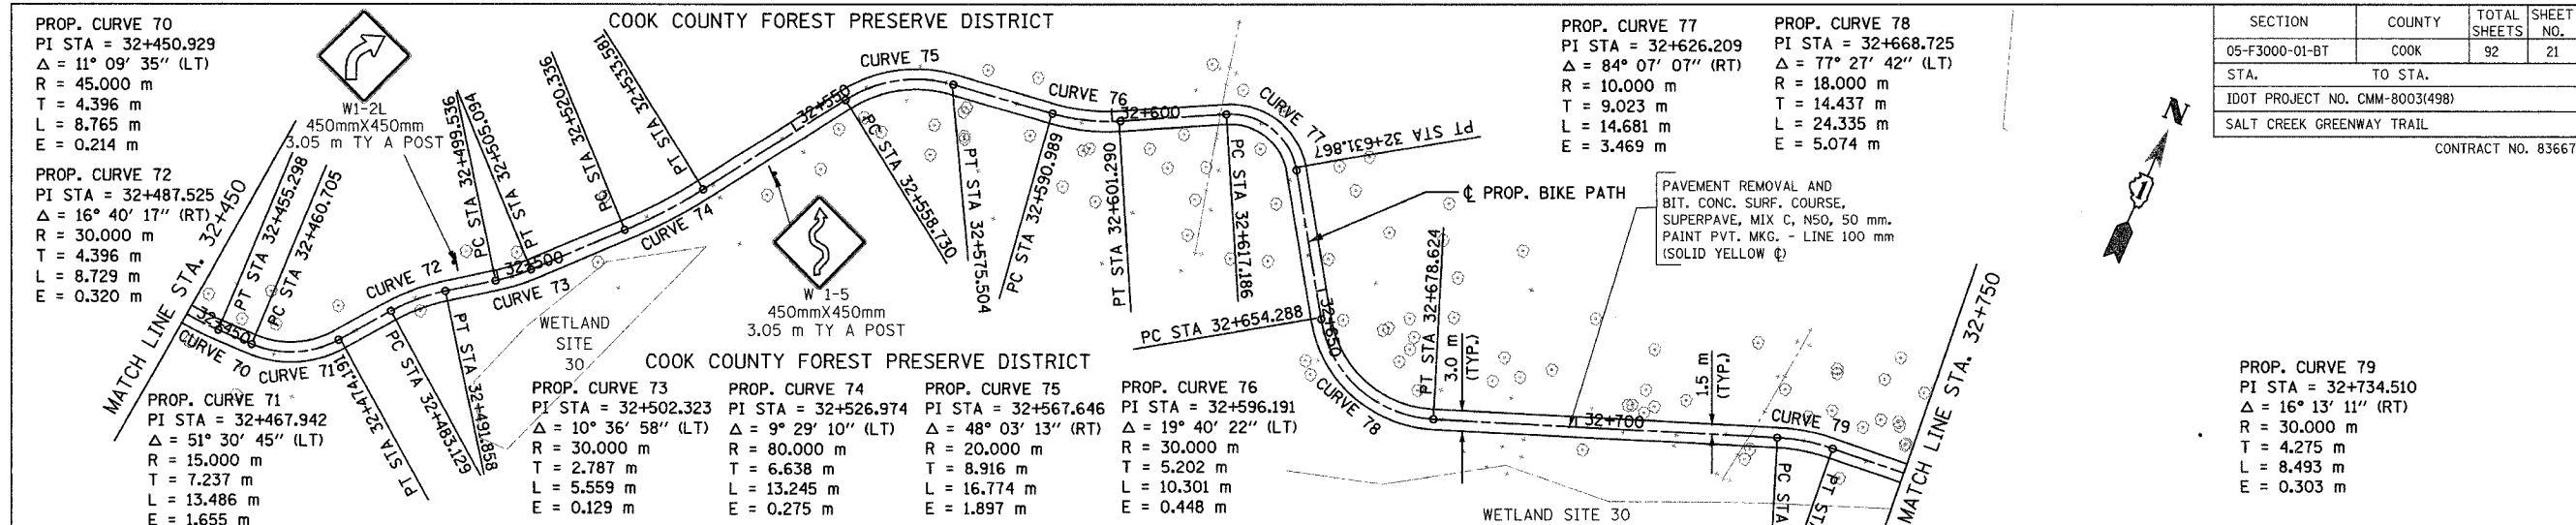 COOK COUNTY FOREST PRESERVE DISTRICT
PROP. CURVE 70
PI STA = 32+450.929
Δ = 11° 09' 35'' (LT)
R = 45.000 m
T = 4.396 m
L = 8.765 m
E = 0.214 m
PROP. CURVE 72
PI STA = 32+487.525
Δ = 16° 40' 17'' (RT)
R = 30.000 m
T = 4.396 m
L = 8.729 m
E = 0.320 m
W1-2L
450mmX450mm
3.05 m TY A POST
PROP. CURVE 77
PI STA = 32+626.209
Δ = 84° 07' 07'' (RT)
R = 10.000 m
T = 9.023 m
L = 14.681 m
E = 3.469 m
PROP. CURVE 78
PI STA = 32+668.725
Δ = 77° 27' 42'' (LT)
R = 18.000 m
T = 14.437 m
L = 24.335 m
E = 5.074 m
SECTION COUNTY TOTAL SHEETS SHEET NO.
05-F3000-01-BT COOK 92 21
STA. TO STA.
IDOT PROJECT NO. CMM-8003(498)
SALT CREEK GREENWAY TRAIL
CONTRACT NO. 83667
N
1
MATCH LINE STA. 32+450
32+450
PT STA 32+455.298
PC STA 32+460.705
CURVE 70
CURVE 71
PT STA 32+474.191
PC STA 32+483.129
CURVE 72
PT STA 32+491.858
PC STA 32+499.536
32+500
PT STA 32+505.094
CURVE 73
PC STA 32+520.336
PT STA 32+533.581
CURVE 74
32+550
PC STA 32+558.730
CURVE 75
PT STA 32+575.504
PC STA 32+590.989
CURVE 76
32+600
PT STA 32+601.290
PC STA 32+617.186
CURVE 77
PT STA 32+631.867
℄ PROP. BIKE PATH
PAVEMENT REMOVAL AND
BIT. CONC. SURF. COURSE,
SUPERPAVE, MIX C, N50, 50 mm.
PAINT PVT. MKG. - LINE 100 mm
(SOLID YELLOW ℄)
W 1-5
450mmX450mm
3.05 m TY A POST
WETLAND
SITE
30
PC STA 32+654.288
32+650
PT STA 32+678.624
CURVE 78
3.0 m
(TYP.)
32+700
1.5 m
(TYP.)
CURVE 79
PC STA
PT STA
MATCH LINE STA. 32+750
WETLAND SITE 30
COOK COUNTY FOREST PRESERVE DISTRICT
PROP. CURVE 71
PI STA = 32+467.942
Δ = 51° 30' 45'' (LT)
R = 15.000 m
T = 7.237 m
L = 13.486 m
E = 1.655 m
PROP. CURVE 73
PI STA = 32+502.323
Δ = 10° 36' 58'' (LT)
R = 30.000 m
T = 2.787 m
L = 5.559 m
E = 0.129 m
PROP. CURVE 74
PI STA = 32+526.974
Δ = 9° 29' 10'' (LT)
R = 80.000 m
T = 6.638 m
L = 13.245 m
E = 0.275 m
PROP. CURVE 75
PI STA = 32+567.646
Δ = 48° 03' 13'' (RT)
R = 20.000 m
T = 8.916 m
L = 16.774 m
E = 1.897 m
PROP. CURVE 76
PI STA = 32+596.191
Δ = 19° 40' 22'' (LT)
R = 30.000 m
T = 5.202 m
L = 10.301 m
E = 0.448 m
PROP. CURVE 79
PI STA = 32+734.510
Δ = 16° 13' 11'' (RT)
R = 30.000 m
T = 4.275 m
L = 8.493 m
E = 0.303 m